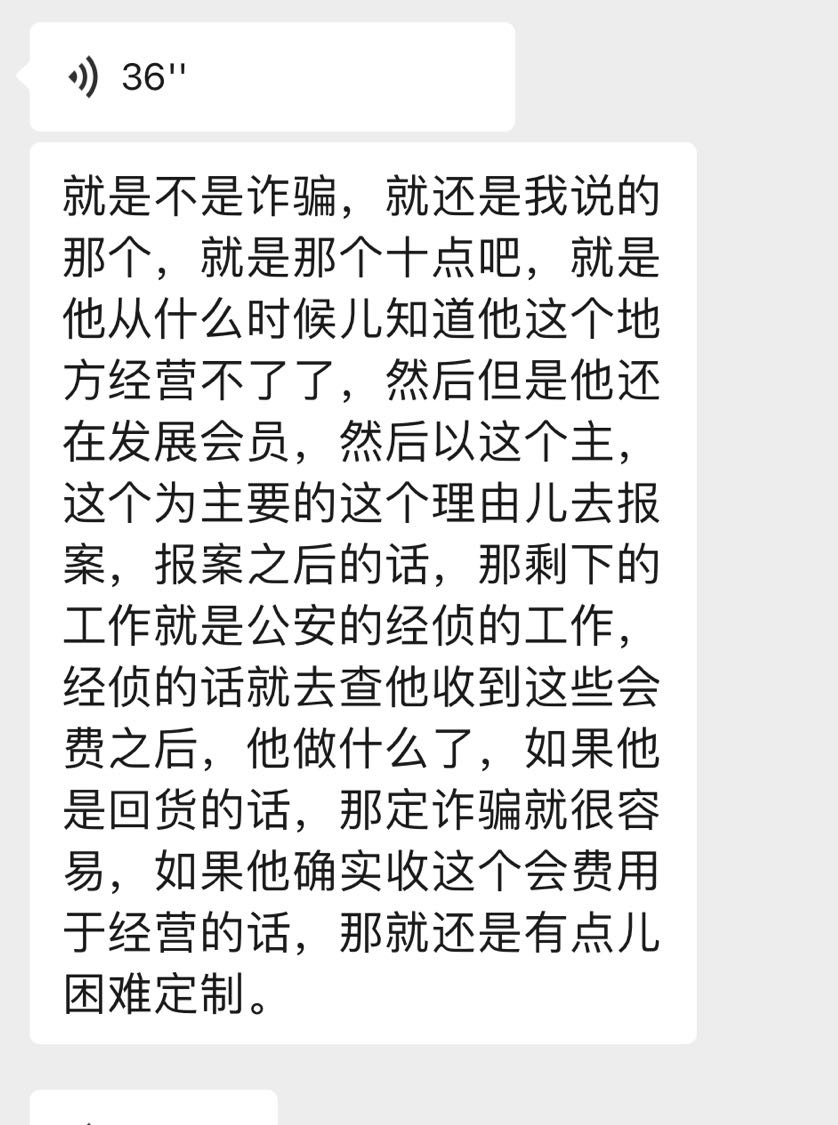 36''
就是不是诈骗，就还是我说的
那个，就是那个十点吧，就是
他从什么时候儿知道他这个地
方经营不了了，然后但是他还
在发展会员，然后以这个主，
这个为主要的这个理由儿去报
案，报案之后的话，那剩下的
工作就是公安的经侦的工作，
经侦的话就去查他收到这些会
费之后，他做什么了，如果他
是回货的话，那定诈骗就很容
易，如果他确实收这个会费用
于经营的话，那就还是有点儿
困难定制。